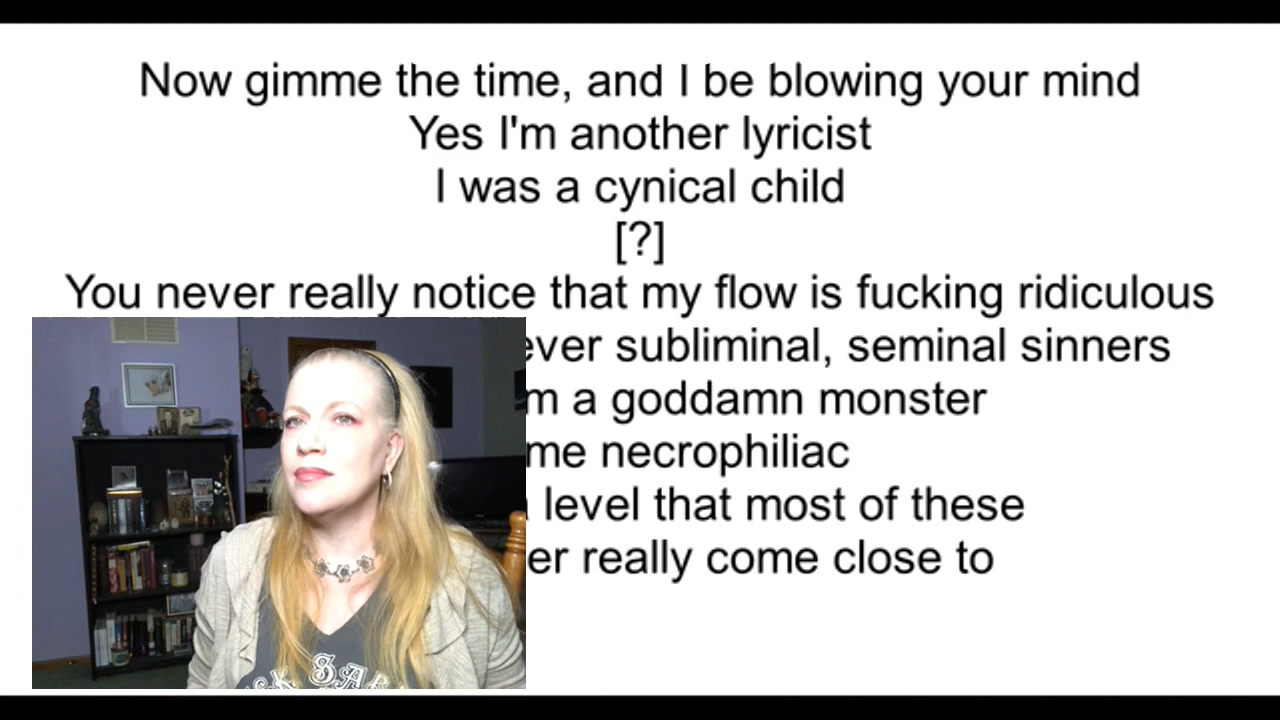 Now gimme the time, and I be blowing your mind
Yes I'm another lyricist
I was a cynical child
[?]
You never really notice that my flow is fucking ridiculous
ever subliminal, seminal sinners
a goddamn monster
me necrophiliac
level that most of these
really come close to